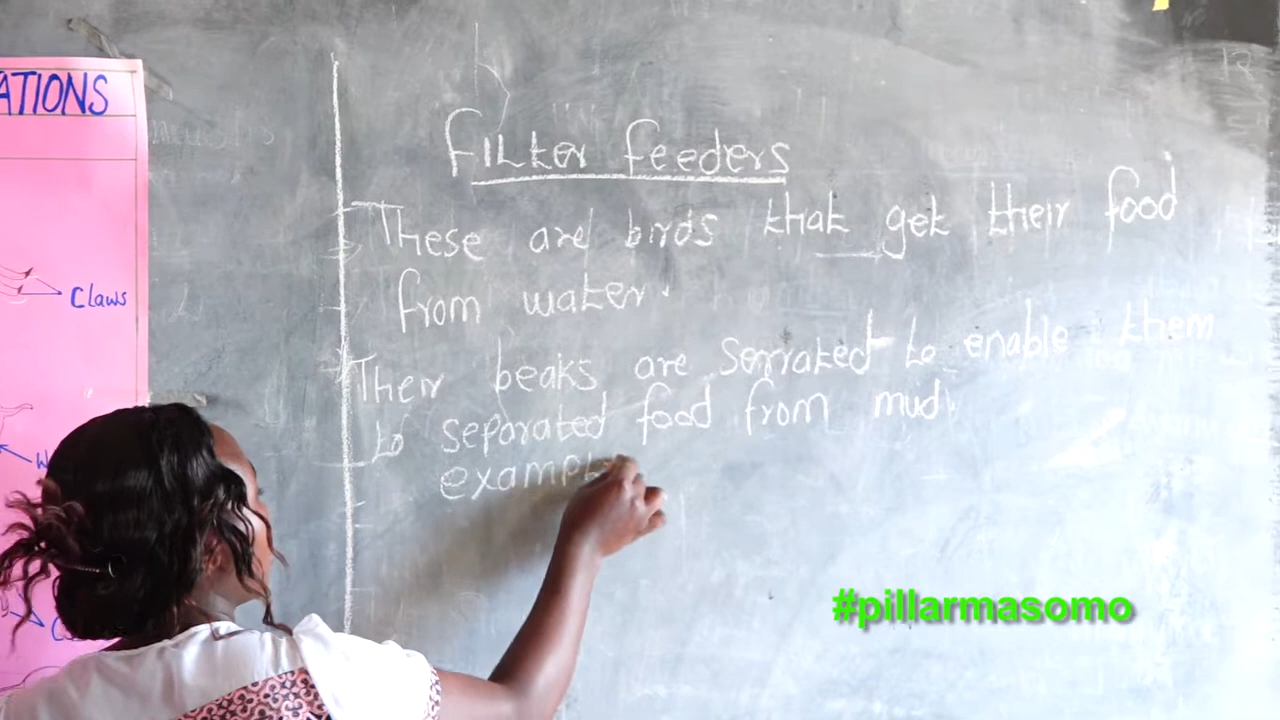 ATIONS
Claws
Filter feeders
These are birds that get their food
from water.
Their beaks are serrated to enable them
to separated food from mud
exampl
#pillarmasomo